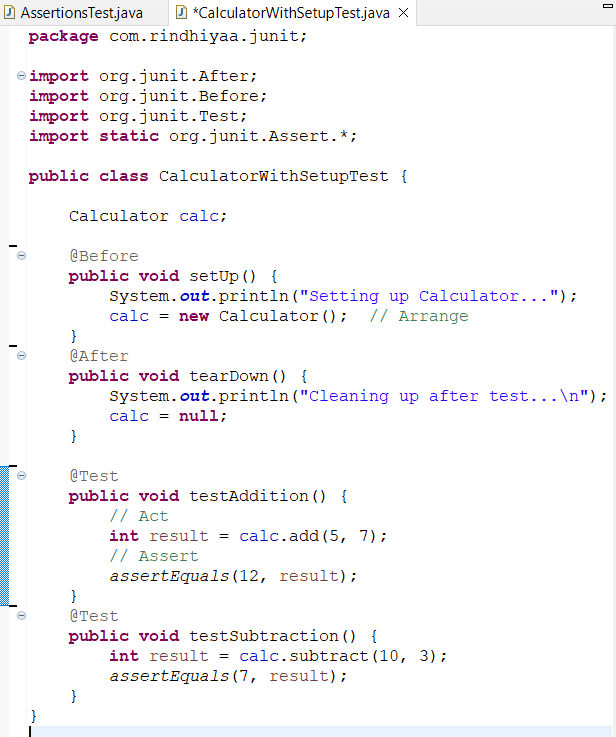 AssertionsTest.java
*CalculatorWithSetupTest.java
package com.rindhiyaa.junit;
import org.junit.After;
import org.junit.Before;
import org.junit.Test;
import static org.junit.Assert.*;
public class CalculatorWithSetupTest {
Calculator calc;
@Before
public void setUp() {
System.out.println("Setting up Calculator...");
calc = new Calculator();  // Arrange
}
@After
public void tearDown() {
System.out.println("Cleaning up after test...\n");
calc = null;
}
@Test
public void testAddition() {
// Act
int result = calc.add(5, 7);
// Assert
assertEquals(12, result);
}
@Test
public void testSubtraction() {
int result = calc.subtract(10, 3);
assertEquals(7, result);
}
}